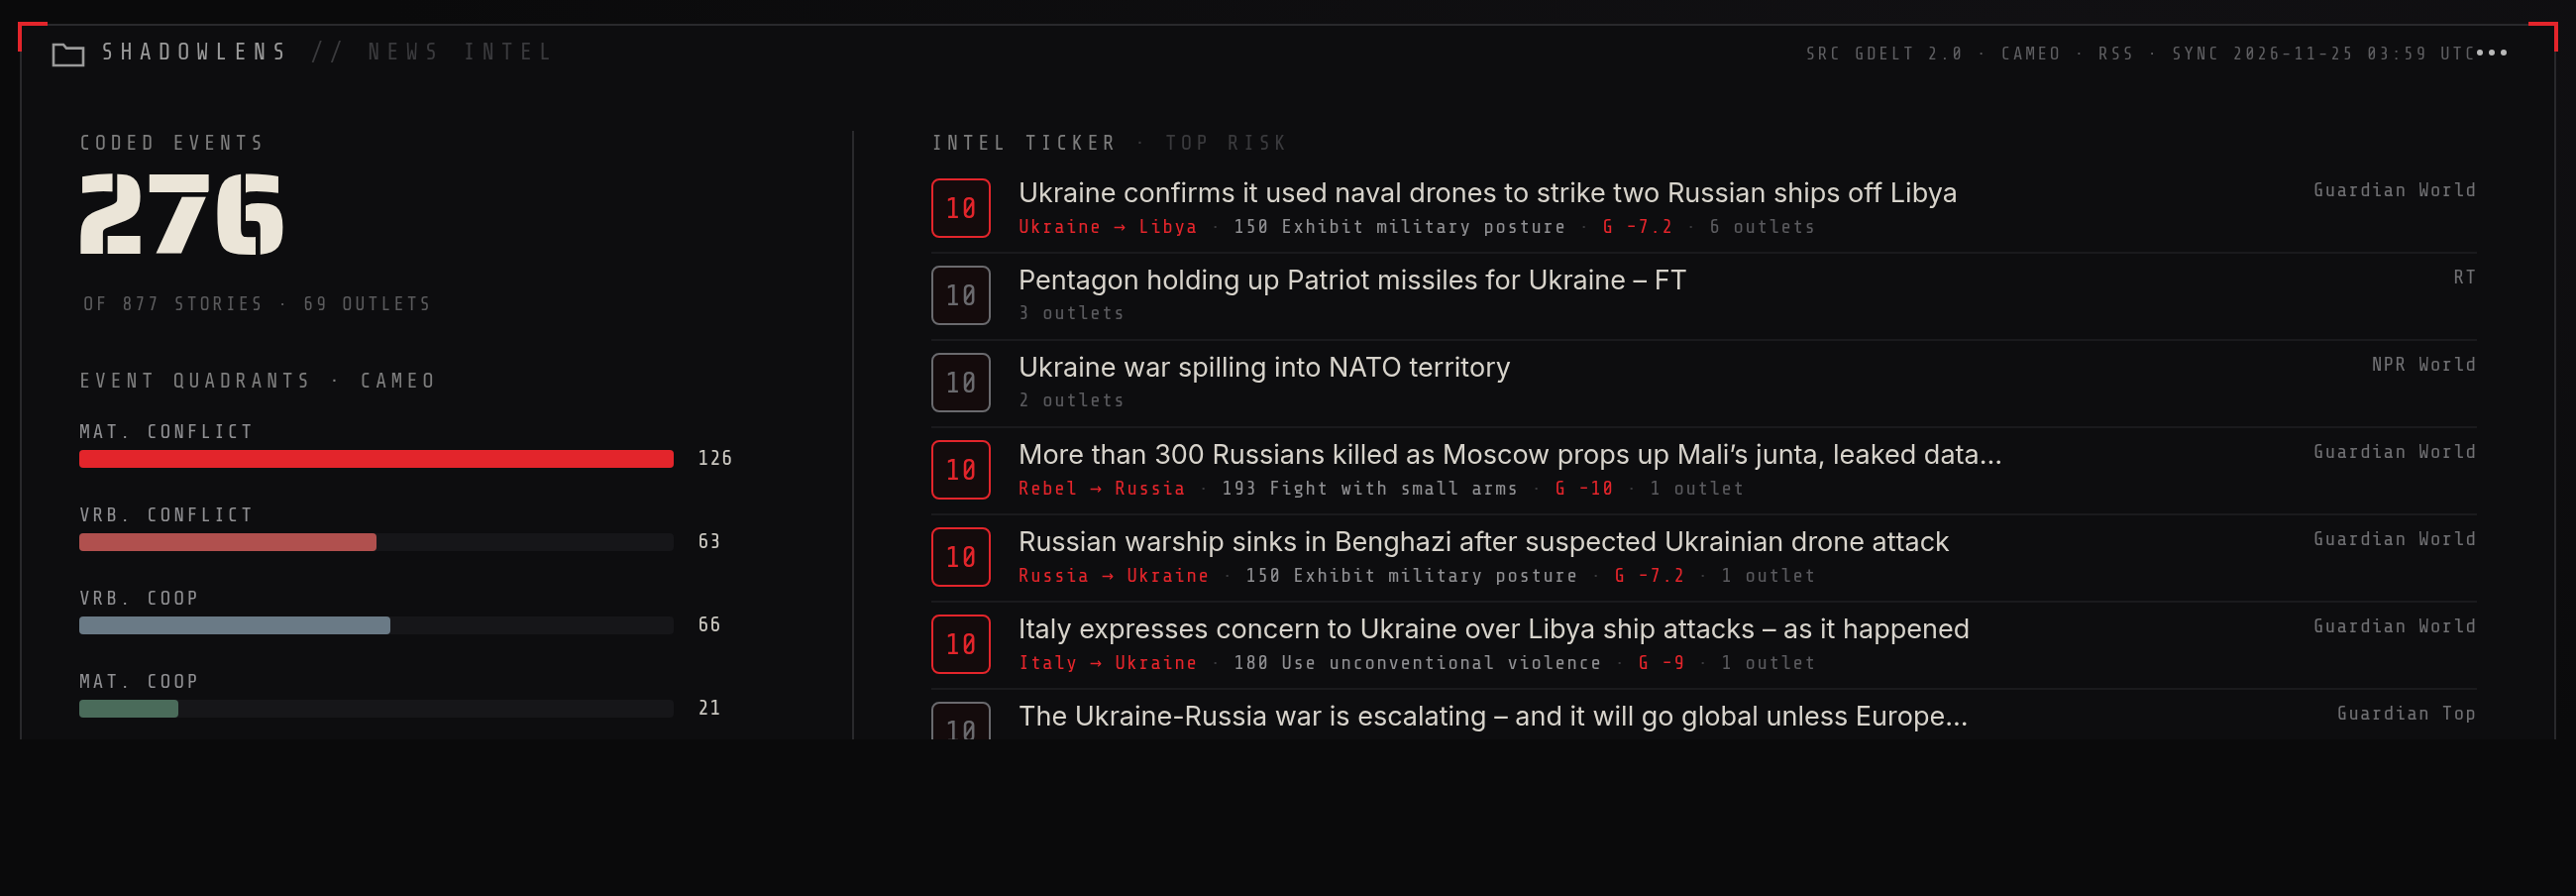 SHADOWLENS // NEWS INTEL
SRC GDELT 2.0 · CAMEO · RSS · SYNC 2026-11-25 03:59 UTC
CODED EVENTS
276
OF 877 STORIES · 69 OUTLETS
EVENT QUADRANTS · CAMEO
MAT. CONFLICT
126
VRB. CONFLICT
63
VRB. COOP
66
MAT. COOP
21
INTEL TICKER · TOP RISK
10
Ukraine confirms it used naval drones to strike two Russian ships off Libya
Guardian World
Ukraine → Libya · 150 Exhibit military posture · G -7.2 · 6 outlets
10
Pentagon holding up Patriot missiles for Ukraine – FT
RT
3 outlets
10
Ukraine war spilling into NATO territory
NPR World
2 outlets
10
More than 300 Russians killed as Moscow props up Mali’s junta, leaked data...
Guardian World
Rebel → Russia · 193 Fight with small arms · G -10 · 1 outlet
10
Russian warship sinks in Benghazi after suspected Ukrainian drone attack
Guardian World
Russia → Ukraine · 150 Exhibit military posture · G -7.2 · 1 outlet
10
Italy expresses concern to Ukraine over Libya ship attacks – as it happened
Guardian World
Italy → Ukraine · 180 Use unconventional violence · G -9 · 1 outlet
10
The Ukraine-Russia war is escalating – and it will go global unless Europe...
Guardian Top